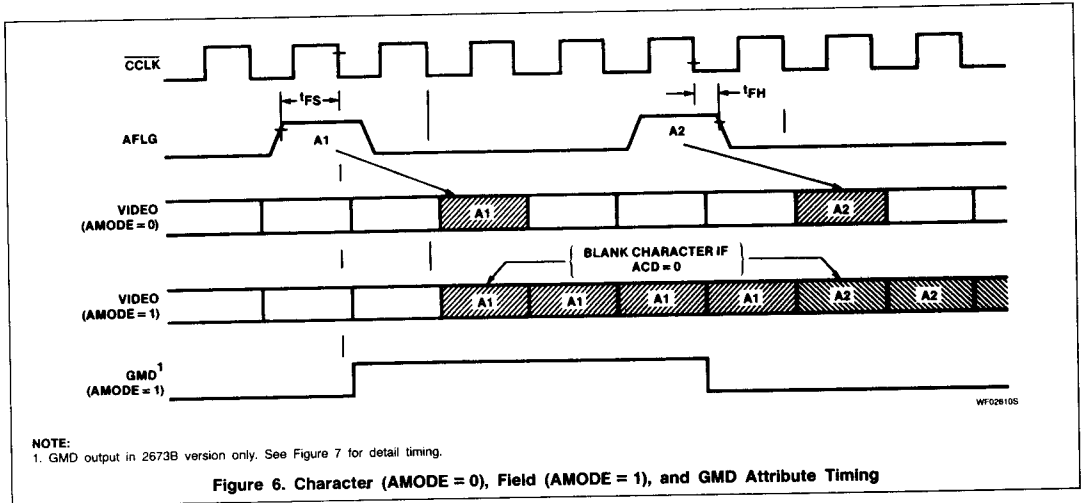 CCLK
tFS
tFH
AFLG
A1
A2
VIDEO
(AMODE = 0)
A1
A2
BLANK CHARACTER IF
ACD = 0
VIDEO
(AMODE = 1)
A1
A1
A1
A1
A2
A2
GMD1
(AMODE = 1)
WF02610S
NOTE:
1. GMD output in 2673B version only. See Figure 7 for detail timing.
Figure 6. Character (AMODE = 0), Field (AMODE = 1), and GMD Attribute Timing